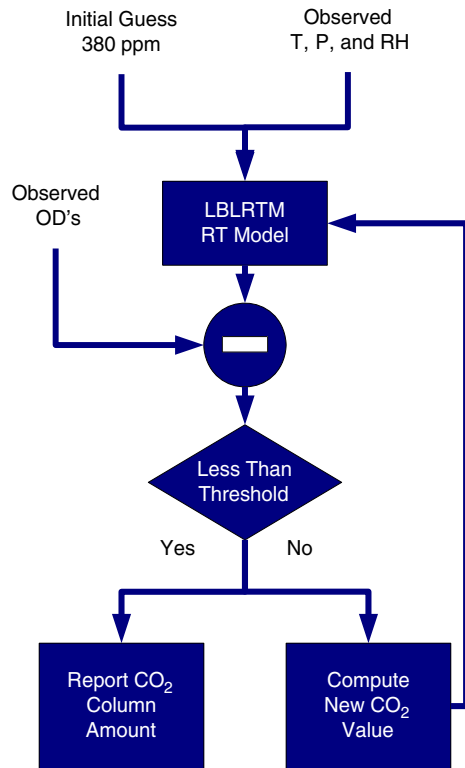 Initial Guess
380 ppm
Observed
T, P, and RH
Observed
OD's
LBLRTM
RT Model
Less Than
Threshold
Yes
No
Report CO₂
Column
Amount
Compute
New CO₂
Value